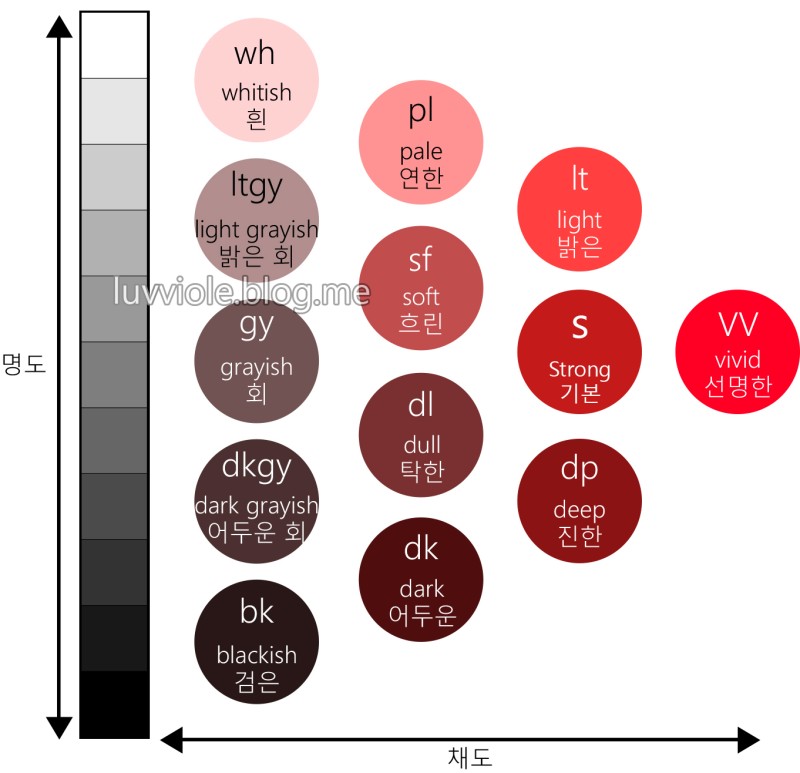 wh
whitish
흰
pl
pale
연한
lt
light
밝은
ltgy
light grayish
밝은 회
sf
soft
흐린
luvviole.blog.me
gy
grayish
회
s
Strong
기본
vv
vivid
선명한
명도
dl
dull
탁한
dkgy
dark grayish
어두운 회
dp
deep
진한
dk
dark
어두운
bk
blackish
검은
채도